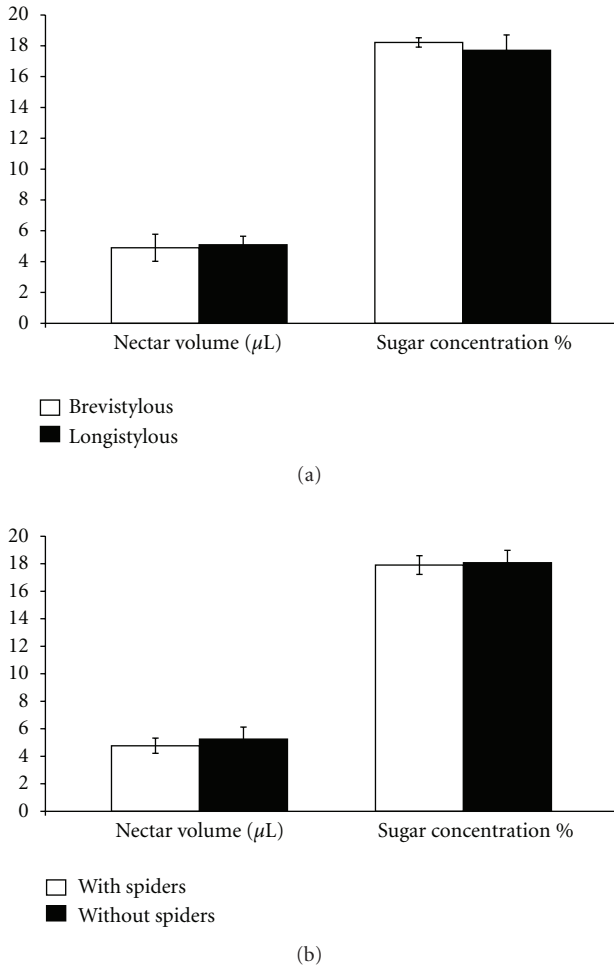 20
18
16
14
12
10
8
6
4
2
0
Nectar volume (µL) Sugar concentration %
Brevistylous
Longistylous
(a)
20
18
16
14
12
10
8
6
4
2
0
Nectar volume (µL) Sugar concentration %
With spiders
Without spiders
(b)